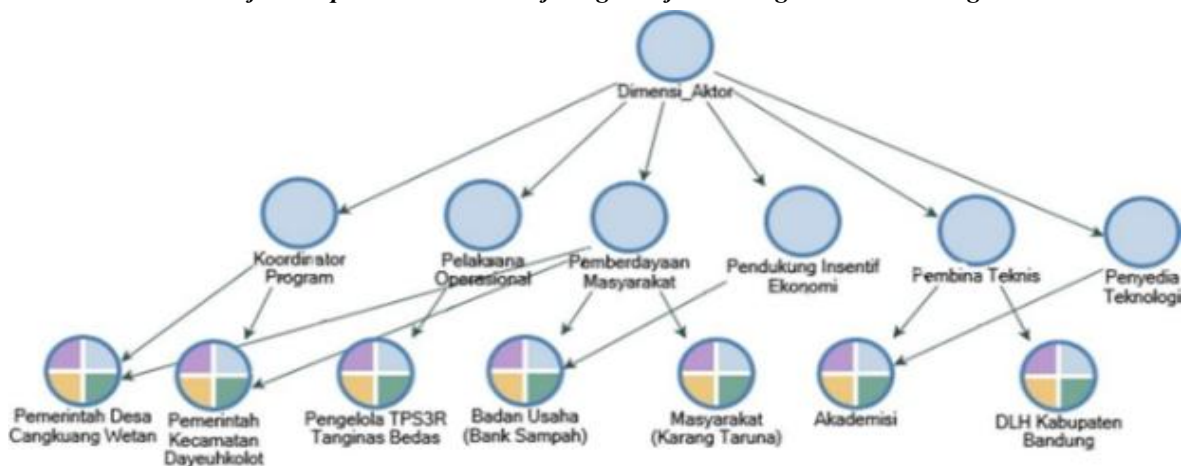 Dimensi_Aktor
Koordinator
Program
Pelaksana
Operasional
Pemberdayaan
Masyarakat
Pendukung Insentif
Ekonomi
Pembina Teknis
Penyedia
Teknologi
Pemerintah Desa
Cangkuang Wetan
Pemerintah
Kecamatan
Dayeuhkolot
Pengelola TPS3R
Tanginas Bedas
Badan Usaha
(Bank Sampah)
Masyarakat
(Karang Taruna)
Akademisi
DLH Kabupaten
Bandung